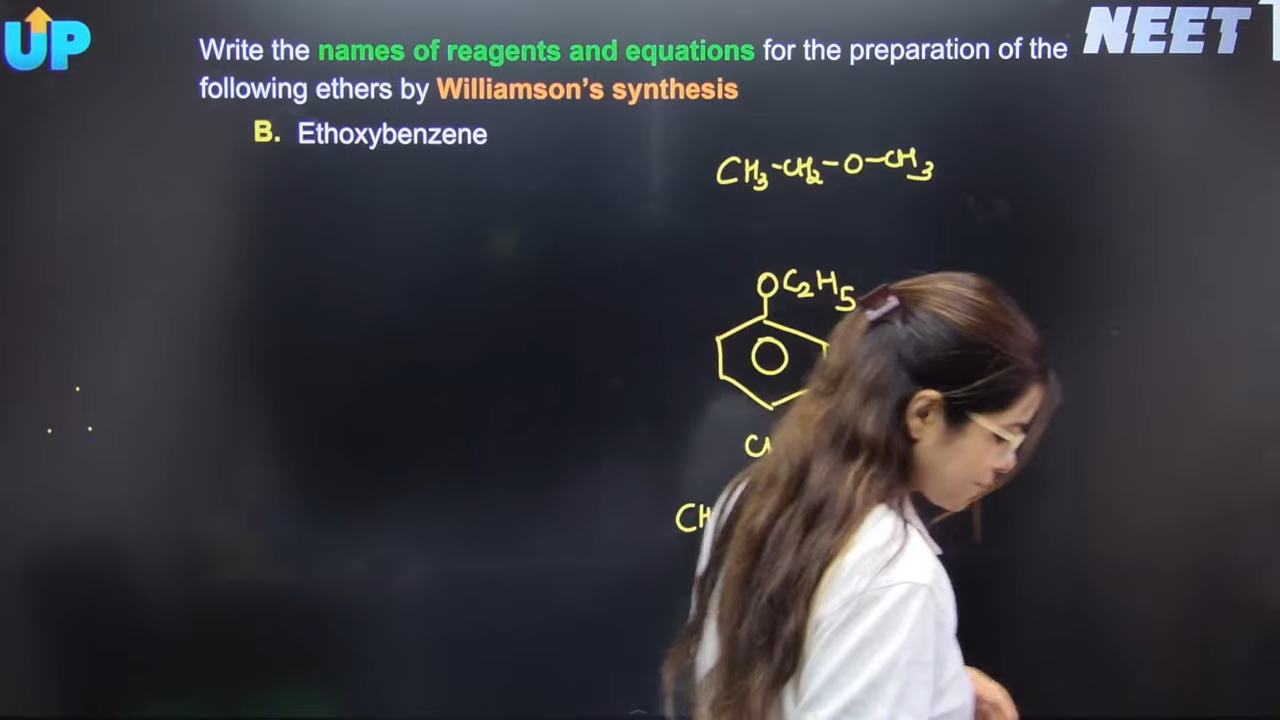 UP
NEET
Write the names of reagents and equations for the preparation of the
following ethers by Williamson's synthesis
B. Ethoxybenzene
CH₃-CH₂-O-CH₃
OC₂H₅
CH